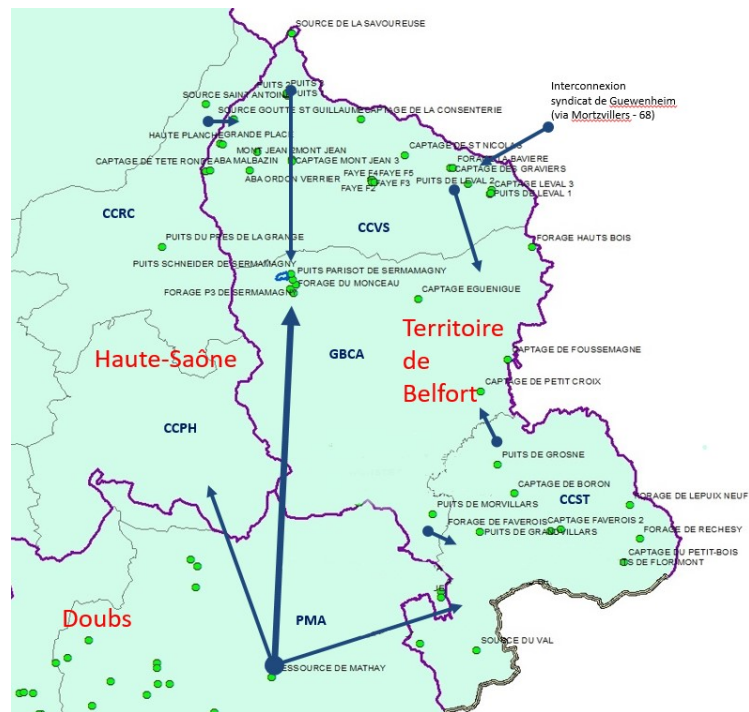 SOURCE DE LA SAVOUREUSE
PUITS 2 PUITS 3
PUITS
SOURCE SAINT ANTOINE
Interconnexion
syndicat de Guewenheim
(via Mortzvillers - 68)
SOURCE GOUTTE ST GUILLAUME
CAPTAGE DE LA CONSENTERIE
HAUTE PLANCHE
GRANDE PLACE
MONT JEAN 2
MONT JEAN
CAPTAGE DE ST NICOLAS
CAPTAGE DE TETE RONDE
ABA MALBAZIN
CAPTAGE MONT JEAN 3
FORAGE LA BAVIERE
CAPTAGE DES GRAVIERS
ABA ORDON VERRIER
FAYE F4
FAYE F5
FAYE F2
FAYE F3
PUITS DE LEVAL 2
CAPTAGE LEVAL 3
PUITS DE LEVAL 1
CCRC
CCVS
PUITS DU PRES DE LA GRANGE
FORAGE HAUTS BOIS
PUITS SCHNEIDER DE SERMAMAGNY
PUITS PARISOT DE SERMAMAGNY
FORAGE DU MONCEAU
FORAGE P3 DE SERMAMAGNY
CAPTAGE EGUENIGUE
Haute-Saône
GBCA
Territoire
de
Belfort
CAPTAGE DE FOUSSEMAGNE
CAPTAGE DE PETIT CROIX
CCPH
PUITS DE GROSNE
CAPTAGE DE BORON
CCST
FORAGE DE LEPUIX NEUF
PUITS DE MORVILLARS
FORAGE DE FAVEROIS
CAPTAGE FAVEROIS 2
PUITS DE GRANDVILLARS
FORAGE DE RECHESY
CAPTAGE DU PETIT-BOIS
TS DE FLORIMONT
Doubs
PMA
SOURCE DU VAL
ESSOURCE DE MATHAY